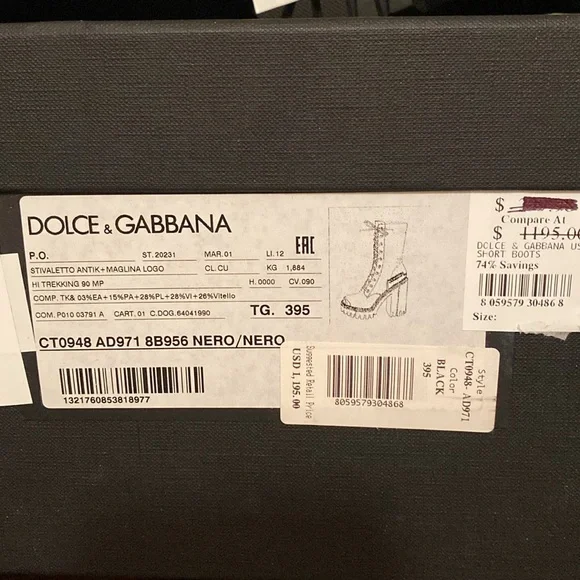 DOLCE & GABBANA
P.O. ST. 20231 MAR. 01 LI. 12 EAC
STIVALETTO ANTIK+MAGLINA LOGO CL. CU KG 1,884
HI TREKKING 90 MP H. 0000 CV. 090
COMP. TK& 03%EA+15%PA+28%PL+28%VI+26%Vitello
COM. P010 03791 A CART. 01 C.DOG. 64041990 TG. 395
CT0948 AD971 8B956 NERO/NERO
1321760853818977
$
Compare At
$ 1195.00
DOLCE & GABBANA US
SHORT BOOTS
74% Savings
8 059579 30486 8
Size:
Suggested Retail Price
USD 1,195.00
8059579304868
395
BLACK
Color
CT0948- AD971
Style